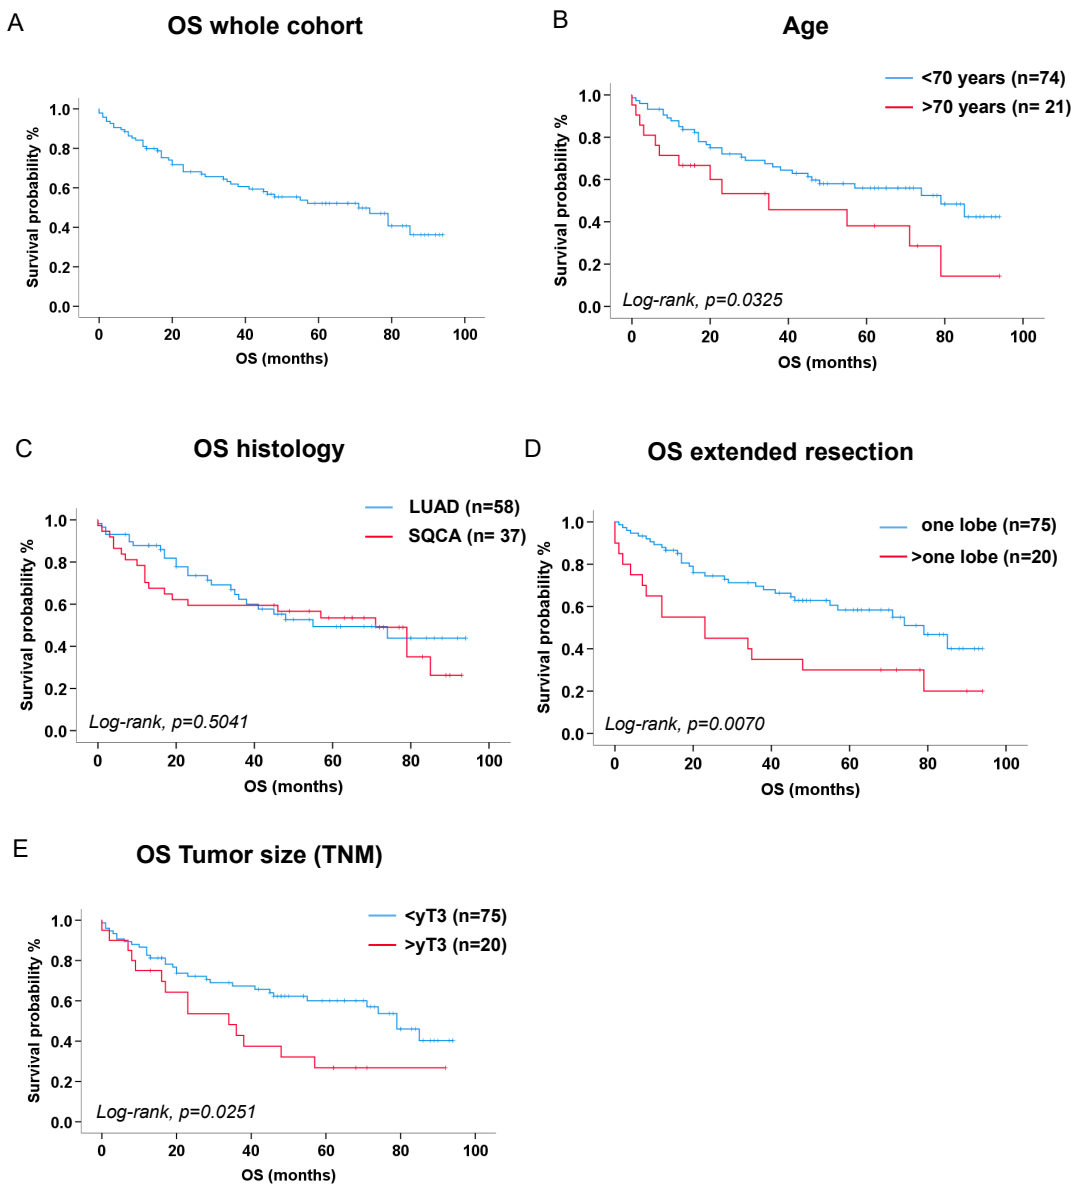 A
OS whole cohort
Survival probability %
1.0
0.8
0.6
0.4
0.2
0.0
0 20 40 60 80 100
OS (months)
B
Age
<70 years (n=74)
>70 years (n= 21)
Survival probability %
1.0
0.8
0.6
0.4
0.2
0.0
Log-rank, p=0.0325
0 20 40 60 80 100
OS (months)
C
OS histology
LUAD (n=58)
SQCA (n= 37)
Survival probability %
1.0
0.8
0.6
0.4
0.2
0.0
Log-rank, p=0.5041
0 20 40 60 80 100
OS (months)
D
OS extended resection
one lobe (n=75)
>one lobe (n=20)
Survival probability %
1.0
0.8
0.6
0.4
0.2
0.0
Log-rank, p=0.0070
0 20 40 60 80 100
OS (months)
E
OS Tumor size (TNM)
<yT3 (n=75)
>yT3 (n=20)
Survival probability %
1.0
0.8
0.6
0.4
0.2
0.0
Log-rank, p=0.0251
0 20 40 60 80 100
OS (months)